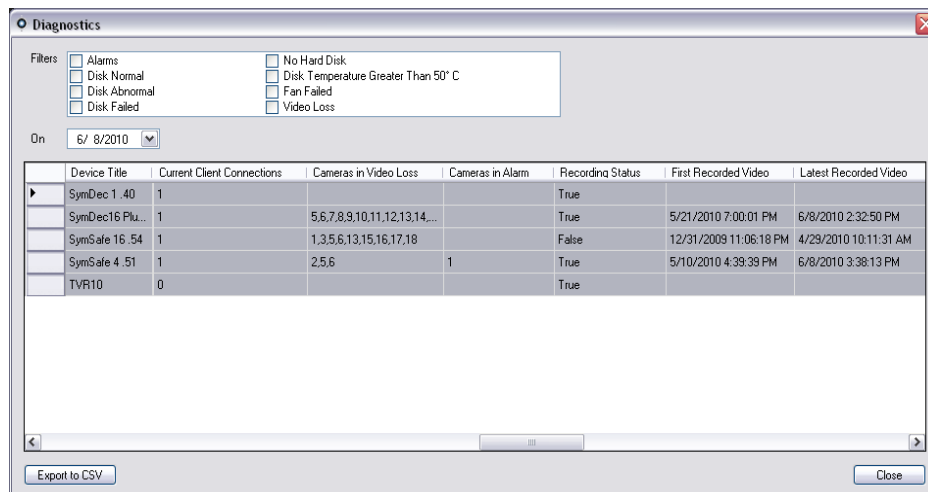 Diagnostics
Filters
Alarms
Disk Normal
Disk Abnormal
Disk Failed
No Hard Disk
Disk Temperature Greater Than 50° C
Fan Failed
Video Loss
On 6/ 8/2010
Device Title Current Client Connections Cameras in Video Loss Cameras in Alarm Recording Status First Recorded Video Latest Recorded Video
SymDec 1 .40 1 True
SymDec16 Plu... 1 5,6,7,8,9,10,11,12,13,14,... True 5/21/2010 7:00:01 PM 6/8/2010 2:32:50 PM
SymSafe 16 .54 1 1,3,5,6,13,15,16,17,18 False 12/31/2009 11:06:18 PM 4/29/2010 10:11:31 AM
SymSafe 4 .51 1 2,5,6 1 True 5/10/2010 4:39:39 PM 6/8/2010 3:38:13 PM
TVR10 0 True
Export to CSV Close